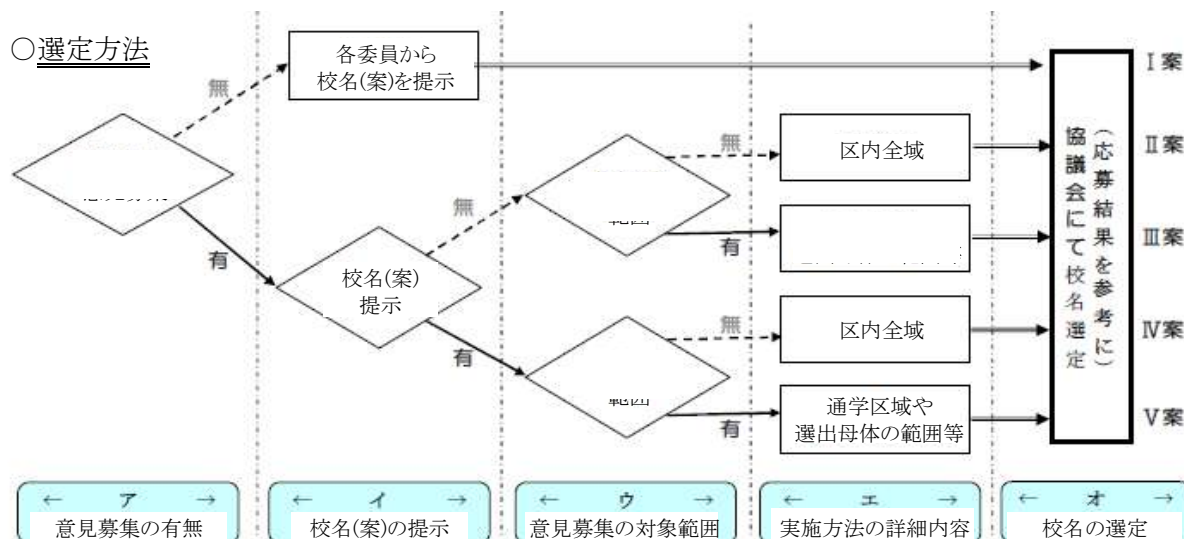 ○選定方法
各委員から
校名(案)を提示
無
有
校名(案)
提示
無
有
無
区内全域
有
無
区内全域
有
通学区域や
選出母体の範囲等
(応募結果を参考に)
協議会にて校名選定
Ⅰ案
Ⅱ案
Ⅲ案
Ⅳ案
Ⅴ案
← ア →
意見募集の有無
← イ →
校名(案)の提示
← ウ →
意見募集の対象範囲
← エ →
実施方法の詳細内容
← オ →
校名の選定